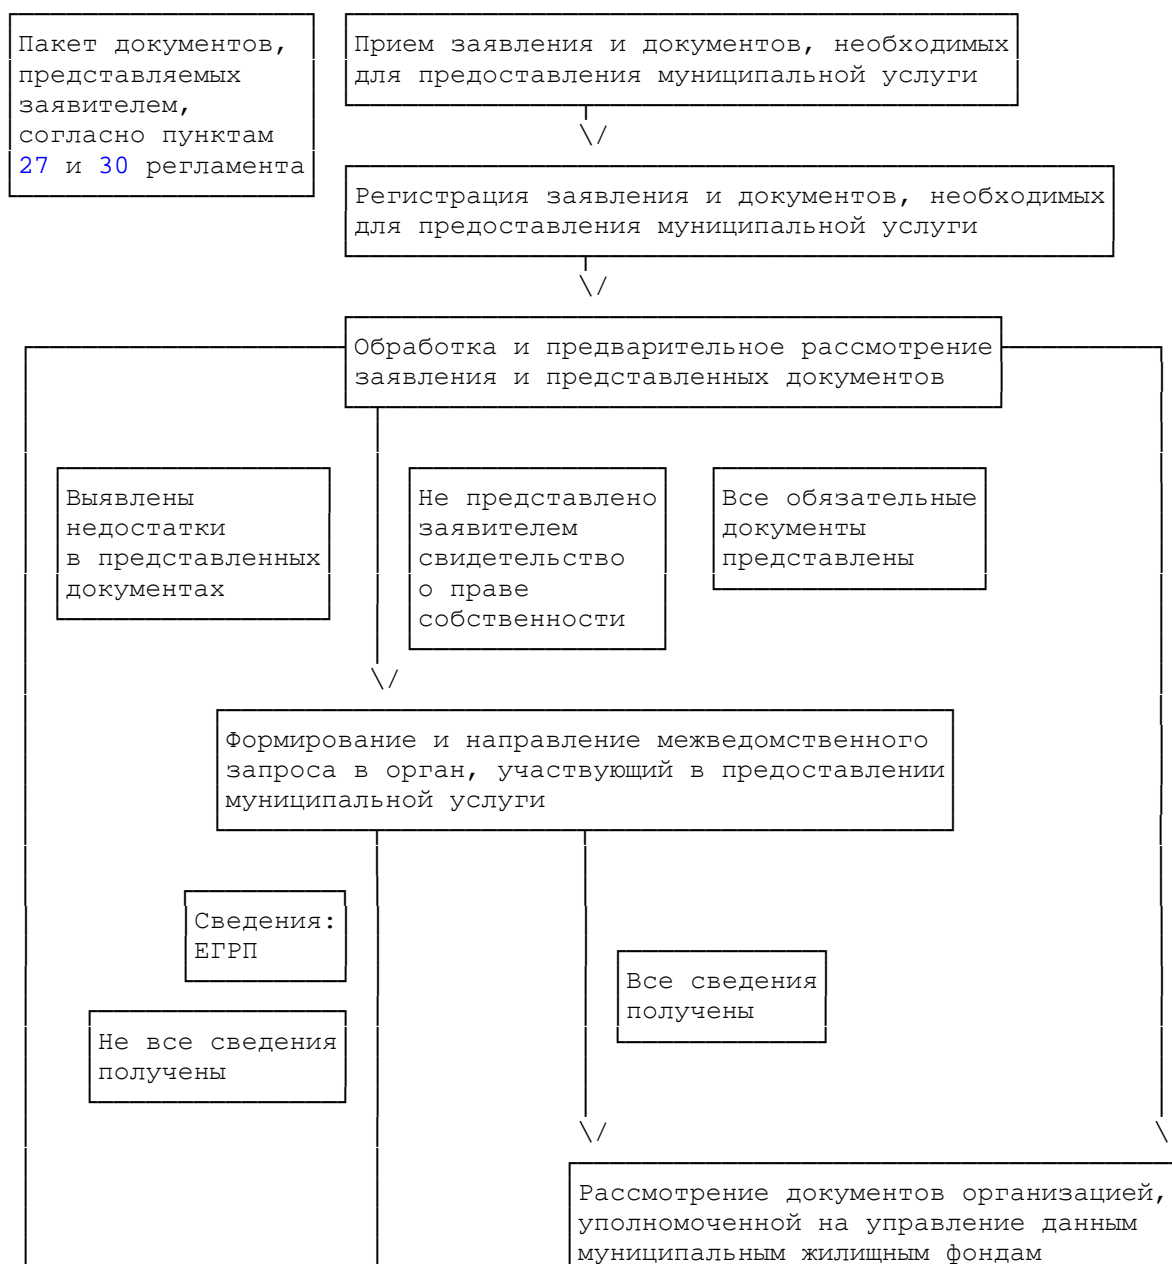 Пакет документов,
представляемых
заявителем,
согласно пунктам
27 и 30 регламента
Прием заявления и документов, необходимых
для предоставления муниципальной услуги
Регистрация заявления и документов, необходимых
для предоставления муниципальной услуги
Обработка и предварительное рассмотрение
заявления и представленных документов
Выявлены
недостатки
в представленных
документах
Не представлено
заявителем
свидетельство
о праве
собственности
Все обязательные
документы
представлены
Формирование и направление межведомственного
запроса в орган, участвующий в предоставлении
муниципальной услуги
Сведения:
ЕГРП
Все сведения
получены
Не все сведения
получены
Рассмотрение документов организацией,
уполномоченной на управление данным
муниципальным жилищным фондам